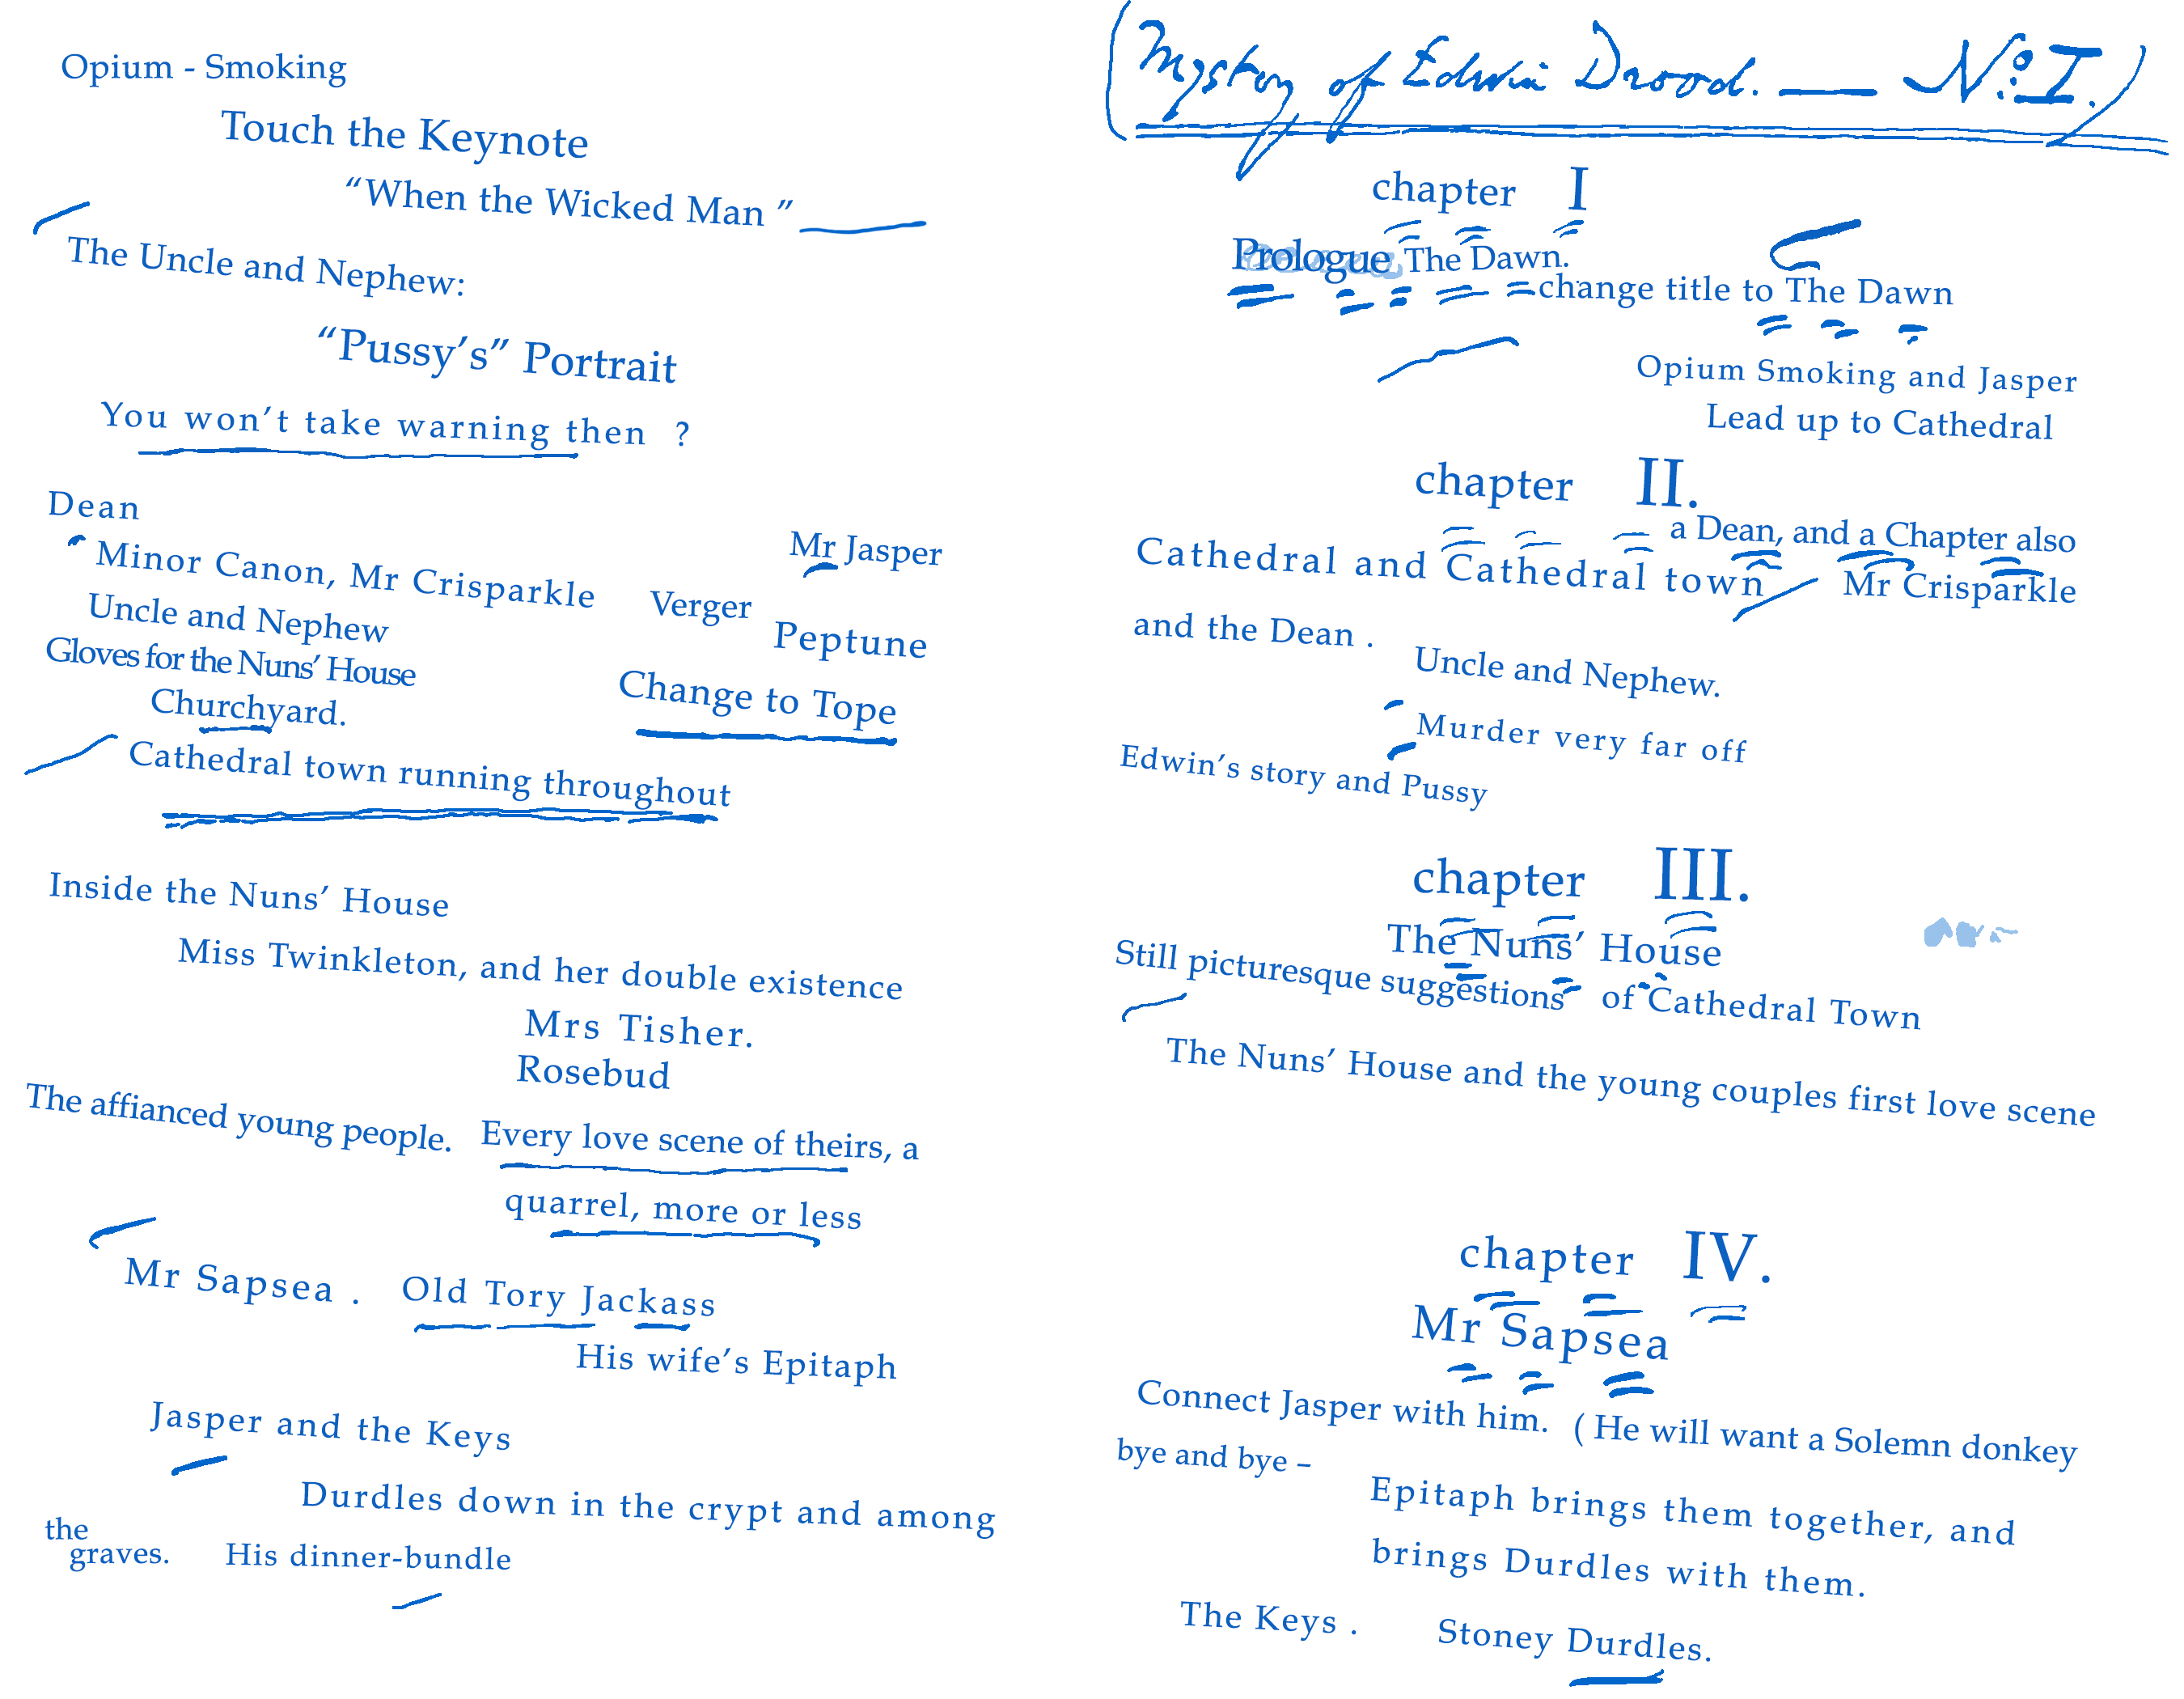 Opium - Smoking
Touch the Keynote
“When the Wicked Man ”
The Uncle and Nephew:
“Pussy’s” Portrait
You won’t take warning then ?
Dean
Mr Jasper
Minor Canon, Mr Crisparkle
Uncle and Nephew
Verger
Peptune
Gloves for the Nuns’ House
Churchyard.
Change to Tope
Cathedral town running throughout
Inside the Nuns’ House
Miss Twinkleton, and her double existence
Mrs Tisher.
Rosebud
The affianced young people. Every love scene of theirs, a
quarrel, more or less
Mr Sapsea . Old Tory Jackass
His wife’s Epitaph
Jasper and the Keys
Durdles down in the crypt and among
the
graves. His dinner-bundle
(Mystery of Edwin Drood. — No. I.)
chapter I
Prologue The Dawn.
change title to The Dawn
Opium Smoking and Jasper
Lead up to Cathedral
chapter II.
a Dean, and a Chapter also
Cathedral and Cathedral town Mr Crisparkle
and the Dean .
Uncle and Nephew.
Murder very far off
Edwin’s story and Pussy
chapter III.
The Nuns’ House
Still picturesque suggestions of Cathedral Town
The Nuns’ House and the young couples first love scene
chapter IV.
Mr Sapsea
Connect Jasper with him. ( He will want a Solemn donkey
bye and bye –
Epitaph brings them together, and
brings Durdles with them.
The Keys . Stoney Durdles.